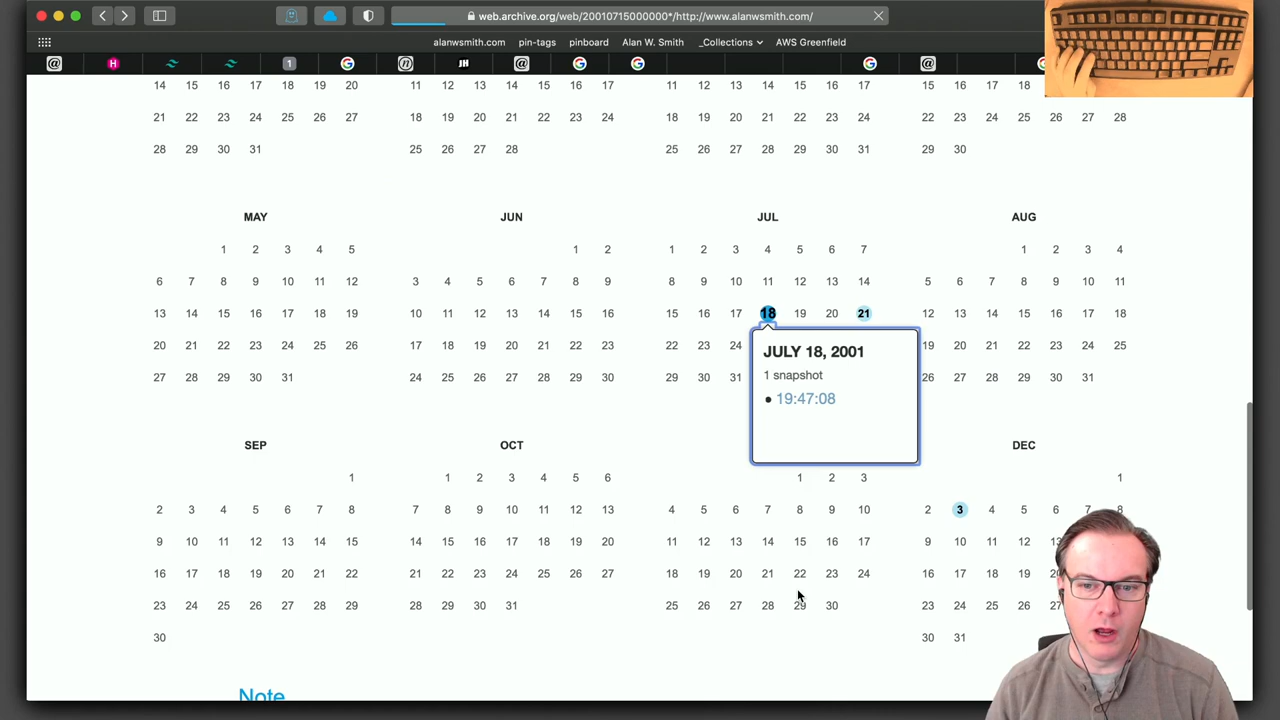 web.archive.org/web/20010715000000*/http://www.alanwsmith.com/
alanwsmith.com pin-tags pinboard Alan W. Smith _Collections AWS Greenfield
14 15 16 17 18 19 20 11 12 13 14 15 16 17 11 12 13 14 15 16 17 15 16 17 18
21 22 23 24 25 26 27 18 19 20 21 22 23 24 18 19 20 21 22 23 24 22 23 24 25 26 27 28
28 29 30 31 25 26 27 28 25 26 27 28 29 30 31 29 30
MAY JUN JUL AUG
1 2 3 4 5 1 2 1 2 3 4 5 6 7 1 2 3 4
6 7 8 9 10 11 12 3 4 5 6 7 8 9 8 9 10 11 12 13 14 5 6 7 8 9 10 11
13 14 15 16 17 18 19 10 11 12 13 14 15 16 15 16 17 18 19 20 21 12 13 14 15 16 17 18
20 21 22 23 24 25 26 17 18 19 20 21 22 23 22 23 24 19 20 21 22 23 24 25
27 28 29 30 31 24 25 26 27 28 29 30 29 30 31 26 27 28 29 30 31
JULY 18, 2001
1 snapshot
• 19:47:08
SEP OCT DEC
1 1 2 3 4 5 6 1 2 3 1
2 3 4 5 6 7 8 7 8 9 10 11 12 13 4 5 6 7 8 9 10 2 3 4 5 6 7 8
9 10 11 12 13 14 15 14 15 16 17 18 19 20 11 12 13 14 15 16 17 9 10 11 12
16 17 18 19 20 21 22 21 22 23 24 25 26 27 18 19 20 21 22 23 24 16 17 18 19
23 24 25 26 27 28 29 28 29 30 31 25 26 27 28 29 30 23 24 25 26
30 30 31
Note